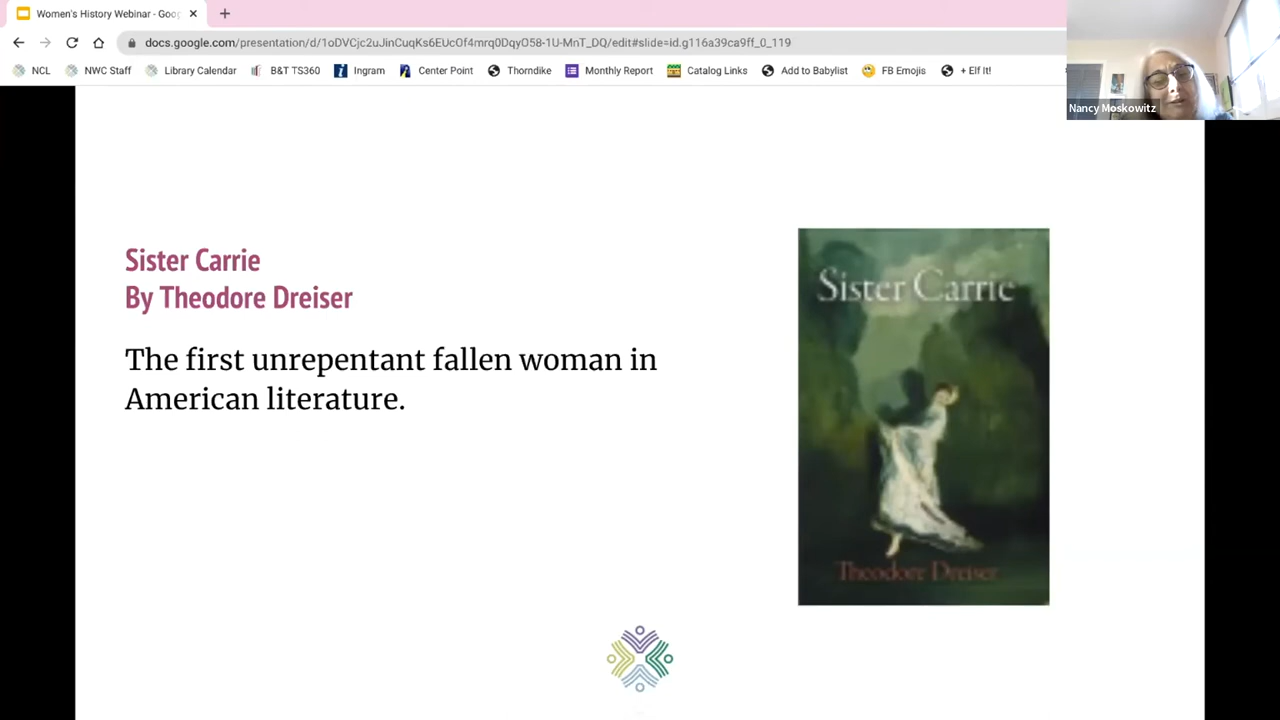 Women's History Webinar - Goog
docs.google.com/presentation/d/1oDVCjc2uJinCuqKs6EUcOf4mrq0DqyO58-1U-MnT_DQ/edit#slide=id.g116a39ca9ff_0_119
NCL NWC Staff Library Calendar B&T TS360 Ingram Center Point Thorndike Monthly Report Catalog Links Add to Babylist FB Emojis + Elf It!
Nancy Moskowitz
Sister Carrie
By Theodore Dreiser
The first unrepentant fallen woman in
American literature.
Sister Carrie
Theodore Dreiser